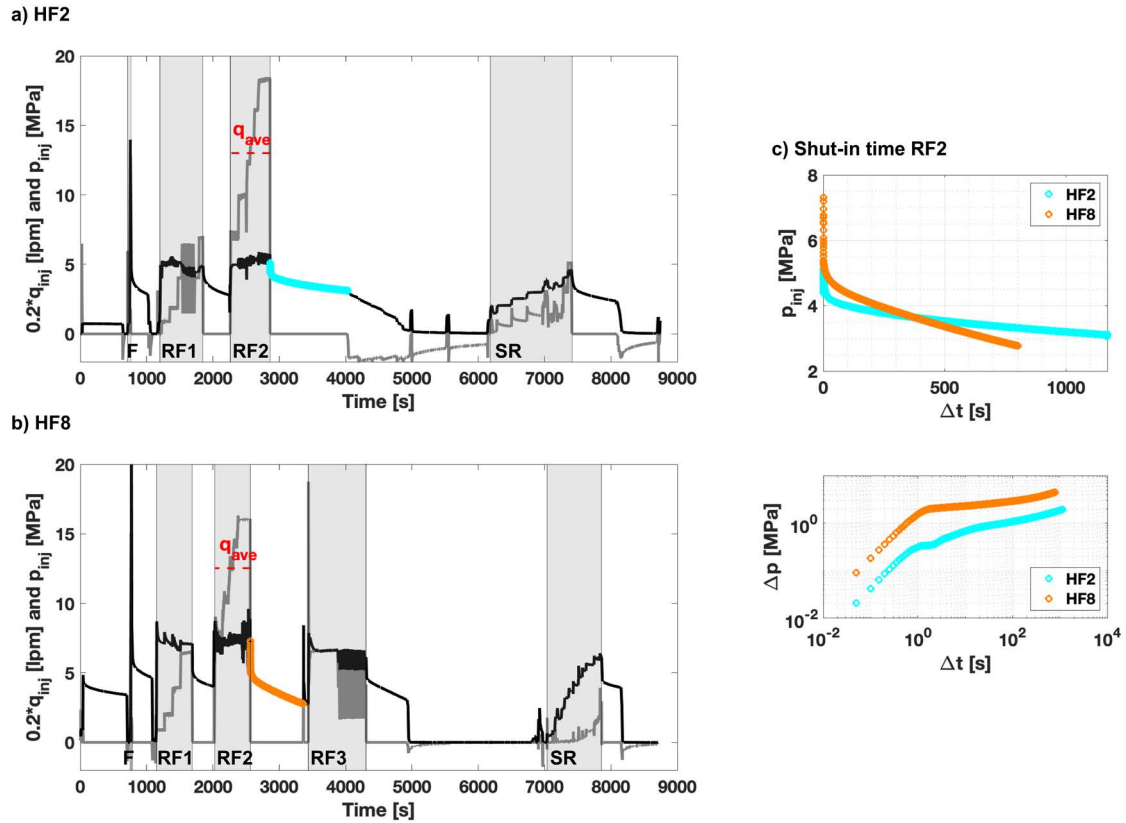 a) HF2
0.2*q_inj [lpm] and p_inj [MPa]
20
15
10
5
0
q_ave
F
RF1
RF2
SR
0 1000 2000 3000 4000 5000 6000 7000 8000 9000
Time [s]
b) HF8
0.2*q_inj [lpm] and p_inj [MPa]
20
15
10
5
0
q_ave
F
RF1
RF2
RF3
SR
0 1000 2000 3000 4000 5000 6000 7000 8000 9000
Time [s]
c) Shut-in time RF2
p_inj [MPa]
8
6
4
2
HF2
HF8
0 500 1000
Δt [s]
Δp [MPa]
10^0
10^-2
HF2
HF8
10^-2 10^0 10^2 10^4
Δt [s]